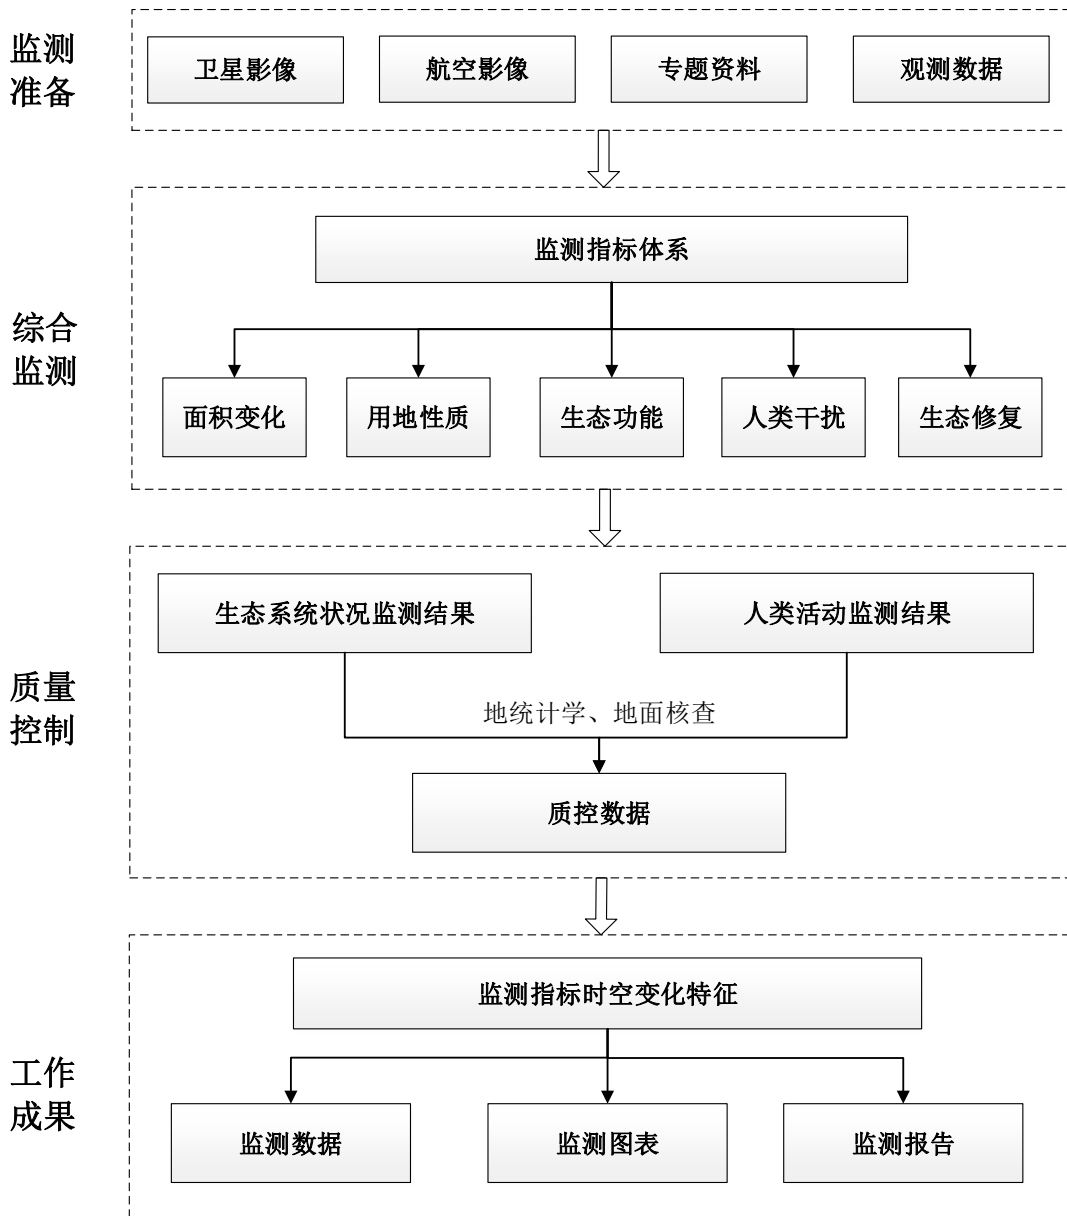 监测
准备
卫星影像
航空影像
专题资料
观测数据
综合
监测
监测指标体系
面积变化
用地性质
生态功能
人类干扰
生态修复
质量
控制
生态系统状况监测结果
人类活动监测结果
地统计学、地面核查
质控数据
工作
成果
监测指标时空变化特征
监测数据
监测图表
监测报告